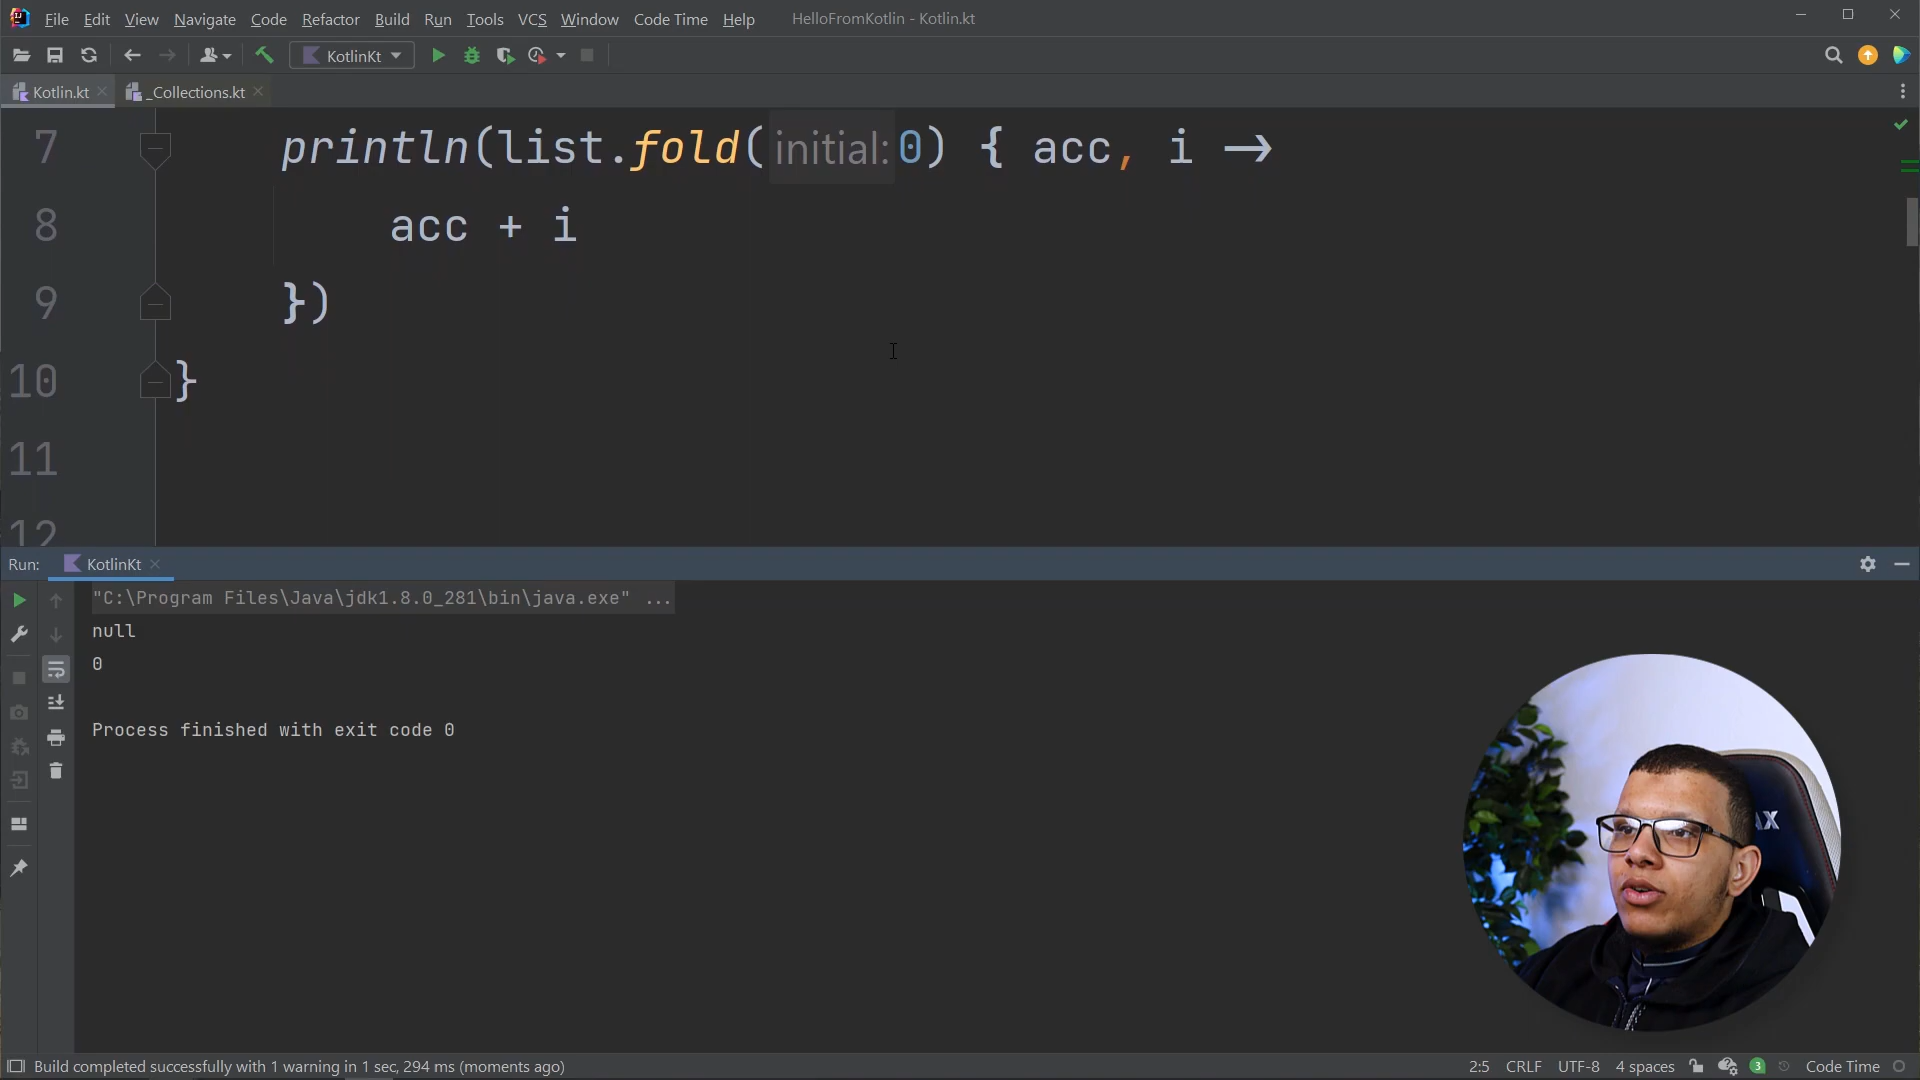 File Edit View Navigate Code Refactor Build Run Tools VCS Window Code Time Help HelloFromKotlin - Kotlin.kt
KotlinKt
Kotlin.kt _Collections.kt
7 println(list.fold( initial: 0) { acc, i ->
8 acc + i
9 })
10 }
11
12
Run: KotlinKt
"C:\Program Files\Java\jdk1.8.0_281\bin\java.exe" ...
null
0
Process finished with exit code 0
AX
Build completed successfully with 1 warning in 1 sec, 294 ms (moments ago) 2:5 CRLF UTF-8 4 spaces 3 Code Time